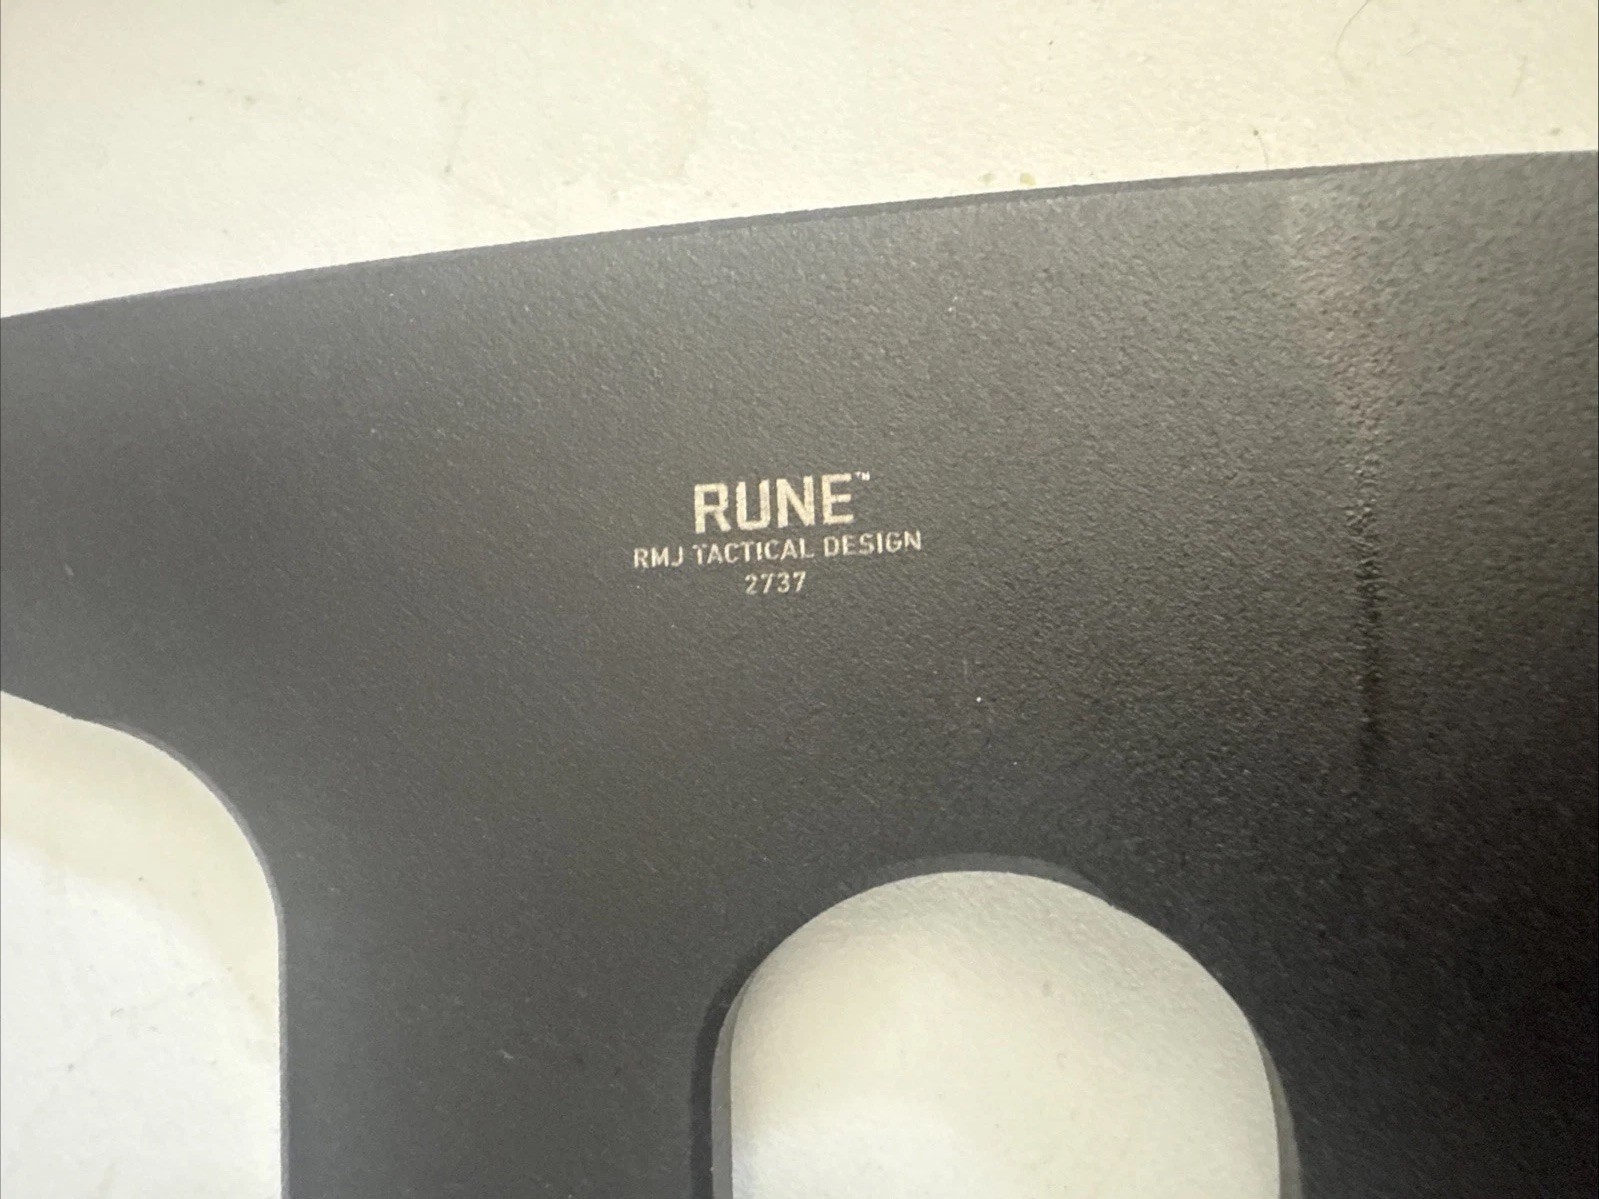 RUNE™
RMJ TACTICAL DESIGN
2737